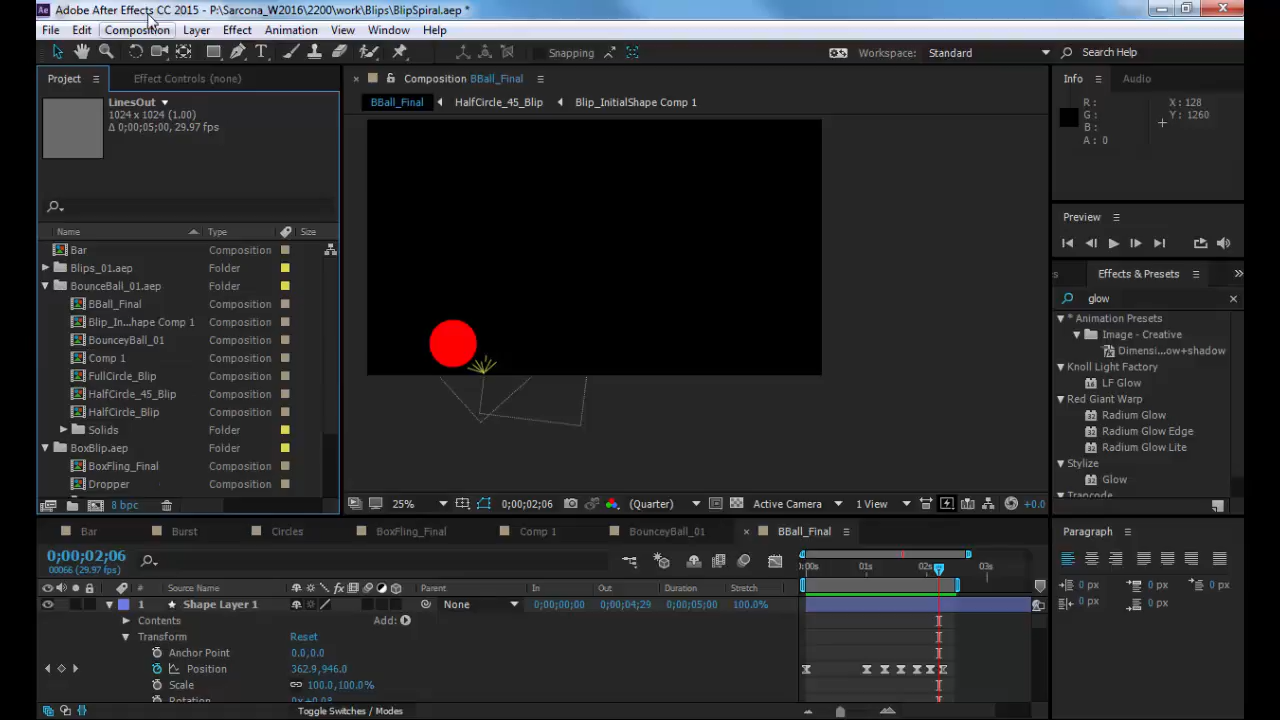 Adobe After Effects CC 2015 - P:\Sarcona_W2016\2200\work\Blips\BlipSpiral.aep *
File Edit Composition Layer Effect Animation View Window Help
Snapping Workspace: Standard Search Help
Project Effect Controls (none) Composition BBall_Final Info Audio
LinesOut
1024 x 1024 (1.00)
Δ 0;00;05;00, 29.97 fps
BBall_Final HalfCircle_45_Blip Blip_InitialShape Comp 1
R: X: 128
G: Y: 1260
B:
A: 0
Preview
Name Type Size
Bar Composition
Blips_01.aep Folder
BounceBall_01.aep Folder
BBall_Final Composition
Blip_In...hape Comp 1 Composition
BounceyBall_01 Composition
Comp 1 Composition
FullCircle_Blip Composition
HalfCircle_45_Blip Composition
HalfCircle_Blip Composition
Solids Folder
BoxBlip.aep Folder
BoxFling_Final Composition
Dropper Composition
8 bpc
25% 0;00;02;06 (Quarter) Active Camera 1 View +0.0
s Effects & Presets
glow
* Animation Presets
Image - Creative
Dimensi...ow+shadow
Knoll Light Factory
LF Glow
Red Giant Warp
Radium Glow
Radium Glow Edge
Radium Glow Lite
Stylize
Glow
Transcode
Bar Burst Circles BoxFling_Final Comp 1 BounceyBall_01 BBall_Final
Paragraph
0;00;02;06
00066 (29.97 fps)
:00s 01s 02s 03s
# Source Name Parent In Out Duration Stretch
1 Shape Layer 1 None 0;00;00;00 0;00;04;29 0;00;05;00 100.0%
Contents Add:
Transform Reset
Anchor Point 0.0,0.0
Position 362.9,946.0
Scale 100.0,100.0%
Rotation 0x+0.0°
Toggle Switches / Modes
0 px 0 px 0 px
0 px 0 px